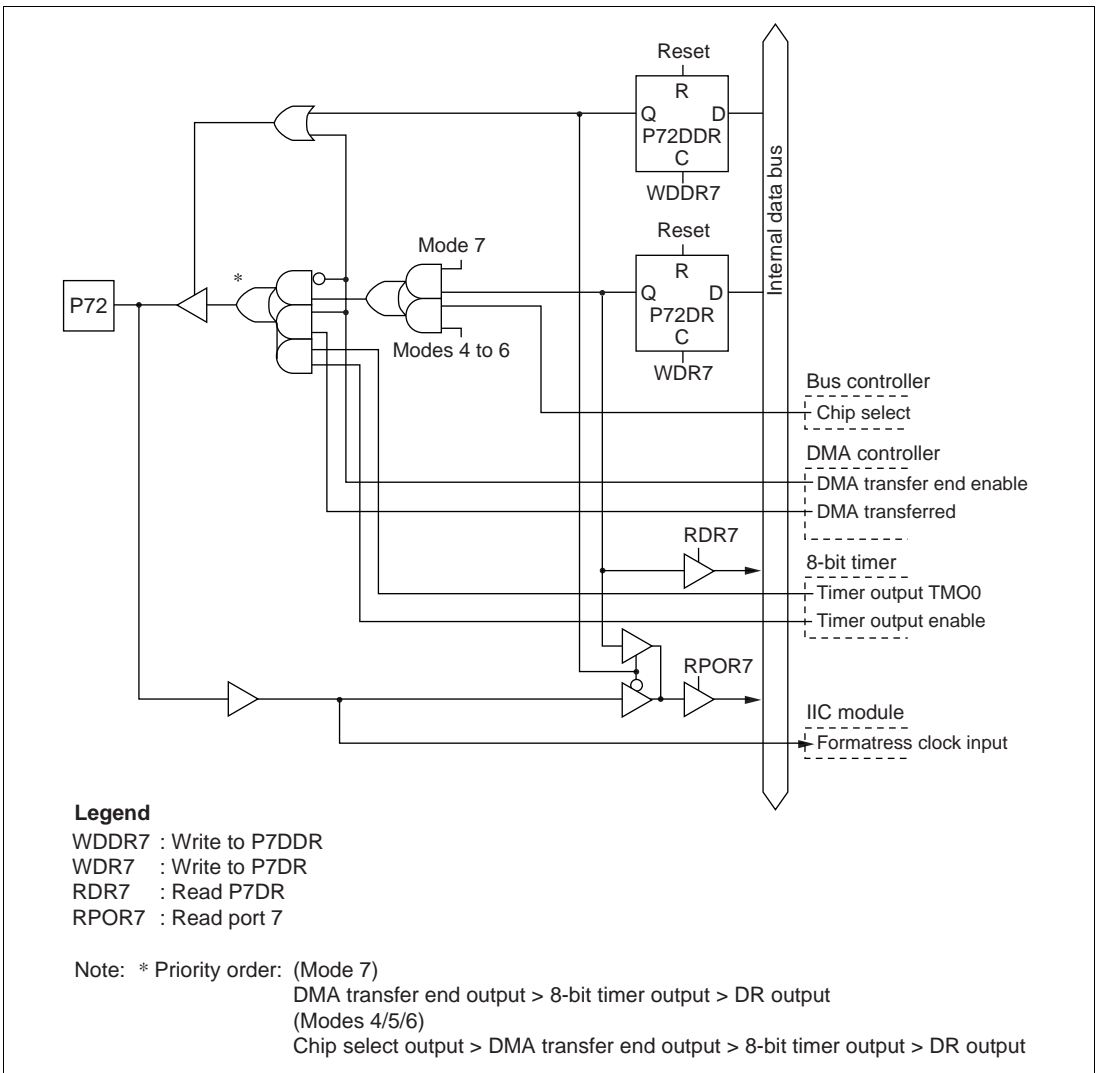 Reset
R
Q D
P72DDR
C
WDDR7
Internal data bus
Reset
Mode 7
R
*
P72
Q D
P72DR
C
Modes 4 to 6
WDR7
Bus controller
Chip select
DMA controller
DMA transfer end enable
DMA transferred
RDR7
8-bit timer
Timer output TMO0
Timer output enable
RPOR7
IIC module
Formatress clock input
Legend
WDDR7 : Write to P7DDR
WDR7 : Write to P7DR
RDR7 : Read P7DR
RPOR7 : Read port 7
Note: * Priority order: (Mode 7)
DMA transfer end output > 8-bit timer output > DR output
(Modes 4/5/6)
Chip select output > DMA transfer end output > 8-bit timer output > DR output